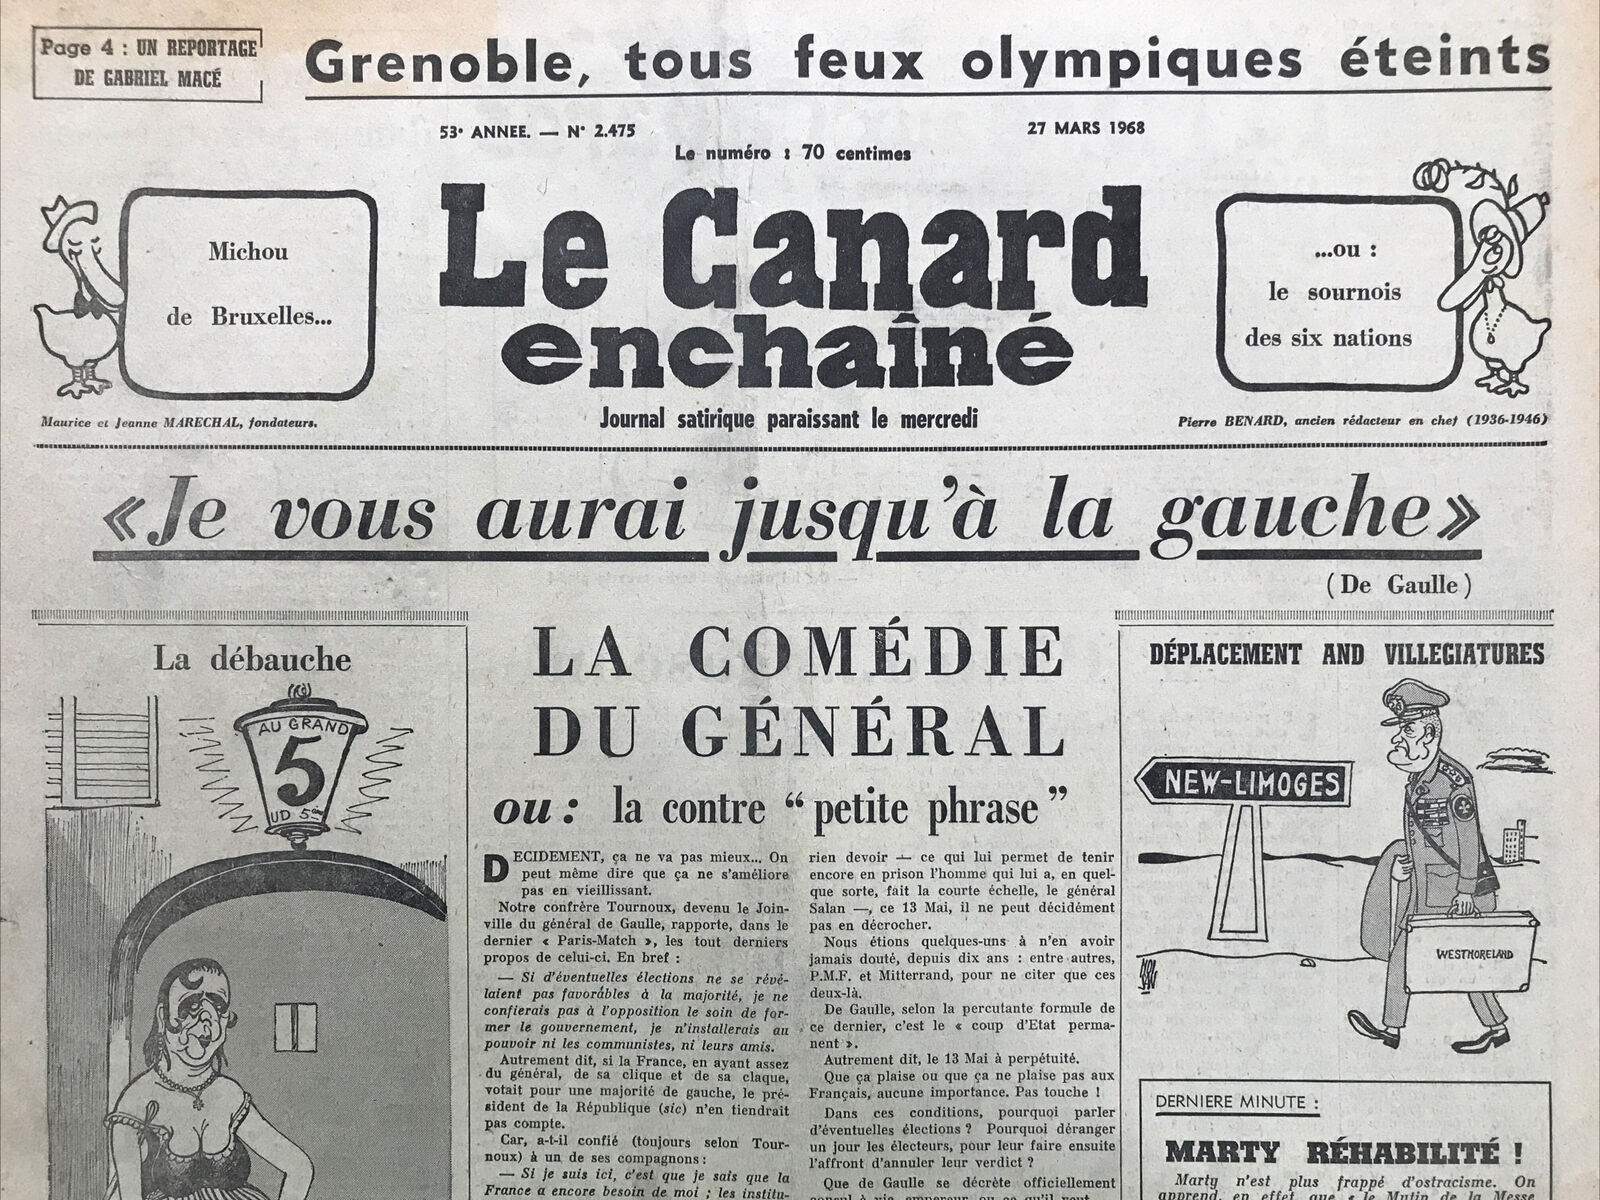 Page 4 : UN REPORTAGE
DE GABRIEL MACÉ
Grenoble, tous feux olympiques éteints
53e ANNEE. — N° 2.475
27 MARS 1968
Le numéro : 70 centimes
Michou
de Bruxelles...
Le Canard
enchaîné
...ou :
le sournois
des six nations
Maurice et Jeanne MARECHAL, fondateurs.
Journal satirique paraissant le mercredi
Pierre BENARD, ancien rédacteur en chef (1936-1946)
«Je vous aurai jusqu'à la gauche»
(De Gaulle)
La débauche
AU GRAND
5
UD 5ème
LA COMÉDIE
DU GÉNÉRAL
ou : la contre “petite phrase”
DECIDEMENT, ça ne va pas mieux... On
peut même dire que ça ne s'améliore
pas en vieillissant.
Notre confrère Tournoux, devenu le Join-
ville du général de Gaulle, rapporte, dans le
dernier « Paris-Match », les tout derniers
propos de celui-ci. En bref :
— Si d'éventuelles élections ne se révé-
laient pas favorables à la majorité, je ne
confierais pas à l'opposition le soin de for-
mer le gouvernement, je n'installerais au
pouvoir ni les communistes, ni leurs amis.
Autrement dit, si la France, en ayant assez
du général, de sa clique et de sa claque,
votait pour une majorité de gauche, le pré-
sident de la République (sic) n'en tiendrait
pas compte.
Car, a-t-il confié (toujours selon Tour-
noux) à un de ses compagnons :
— Si je suis ici, c'est que je sais que la
France a encore besoin de moi ; les institu-
rien devoir — ce qui lui permet de tenir
encore en prison l'homme qui lui a, en quel-
que sorte, fait la courte échelle, le général
Salan —, ce 13 Mai, il ne peut décidément
pas en décrocher.
Nous étions quelques-uns à n'en avoir
jamais douté, depuis dix ans : entre autres,
P.M.F. et Mitterrand, pour ne citer que ces
deux-là.
De Gaulle, selon la percutante formule de
ce dernier, c'est le « coup d'Etat perma-
nent ».
Autrement dit, le 13 Mai à perpétuité.
Que ça plaise ou que ça ne plaise pas aux
Français, aucune importance. Pas touche !
Dans ces conditions, pourquoi parler
d'éventuelles élections ? Pourquoi déranger
un jour les électeurs, pour leur faire ensuite
l'affront d'annuler leur verdict ?
Que de Gaulle se décrète officiellement
DÉPLACEMENT AND VILLEGIATURES
NEW-LIMOGES
WESTMORELAND
DERNIERE MINUTE :
MARTY RÉHABILITÉ !
Marty n'est plus frappé d'ostracisme. On
apprend, en effet, que « le Mutin de la Messe